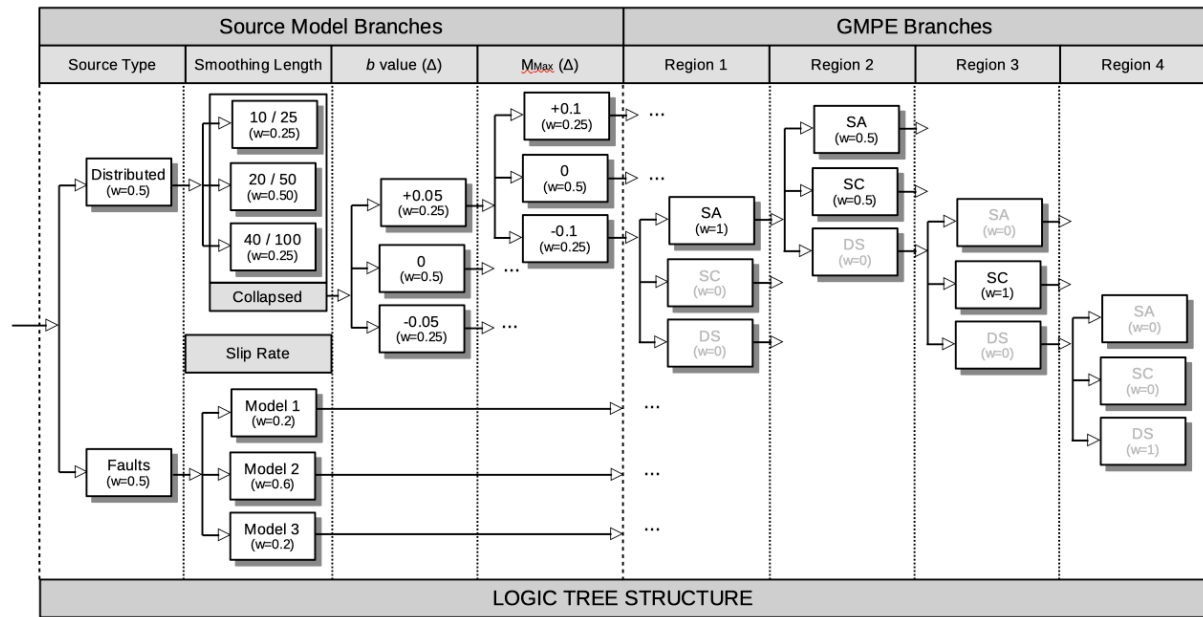 Source Model Branches
GMPE Branches
Source Type
Smoothing Length
b value (Δ)
MMax (Δ)
Region 1
Region 2
Region 3
Region 4
Distributed
(w=0.5)
10 / 25
(w=0.25)
20 / 50
(w=0.50)
40 / 100
(w=0.25)
Collapsed
+0.05
(w=0.25)
0
(w=0.5)
...
-0.05
(w=0.25)
...
+0.1
(w=0.25)
...
0
(w=0.5)
...
-0.1
(w=0.25)
SA
(w=1)
SC
(w=0)
DS
(w=0)
SA
(w=0.5)
SC
(w=0.5)
DS
(w=0)
SA
(w=0)
SC
(w=1)
DS
(w=0)
SA
(w=0)
SC
(w=0)
DS
(w=1)
Slip Rate
Faults
(w=0.5)
Model 1
(w=0.2)
...
Model 2
(w=0.6)
...
Model 3
(w=0.2)
...
LOGIC TREE STRUCTURE